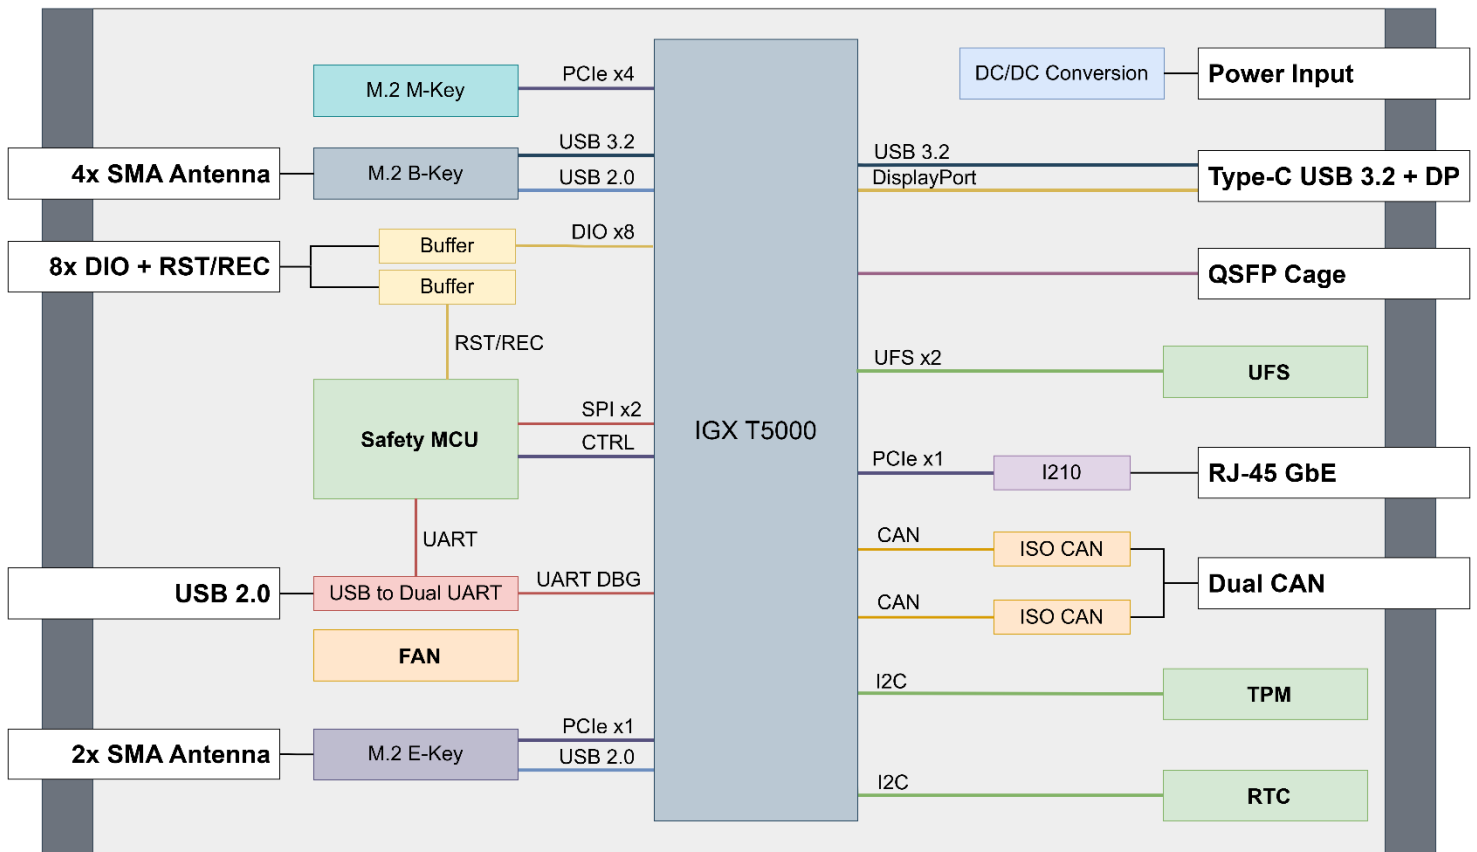 M.2 M-Key
PCIe x4
DC/DC Conversion
Power Input
4x SMA Antenna
M.2 B-Key
USB 3.2
USB 2.0
USB 3.2
DisplayPort
Type-C USB 3.2 + DP
8x DIO + RST/REC
Buffer
DIO x8
Buffer
QSFP Cage
RST/REC
UFS x2
UFS
Safety MCU
SPI x2
CTRL
IGX T5000
PCIe x1
I210
RJ-45 GbE
UART
CAN
ISO CAN
USB 2.0
USB to Dual UART
UART DBG
Dual CAN
CAN
ISO CAN
FAN
I2C
TPM
2x SMA Antenna
M.2 E-Key
PCIe x1
USB 2.0
I2C
RTC